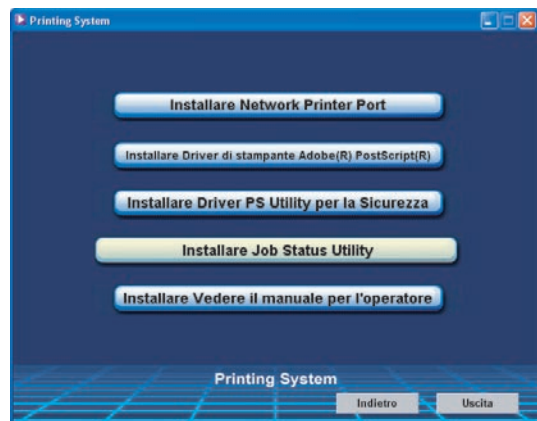 Printing System
Installare Network Printer Port
Installare Driver di stampante Adobe(R) PostScript(R)
Installare Driver PS Utility per la Sicurezza
Installare Job Status Utility
Installare Vedere il manuale per l'operatore
Printing System
Indietro Uscita